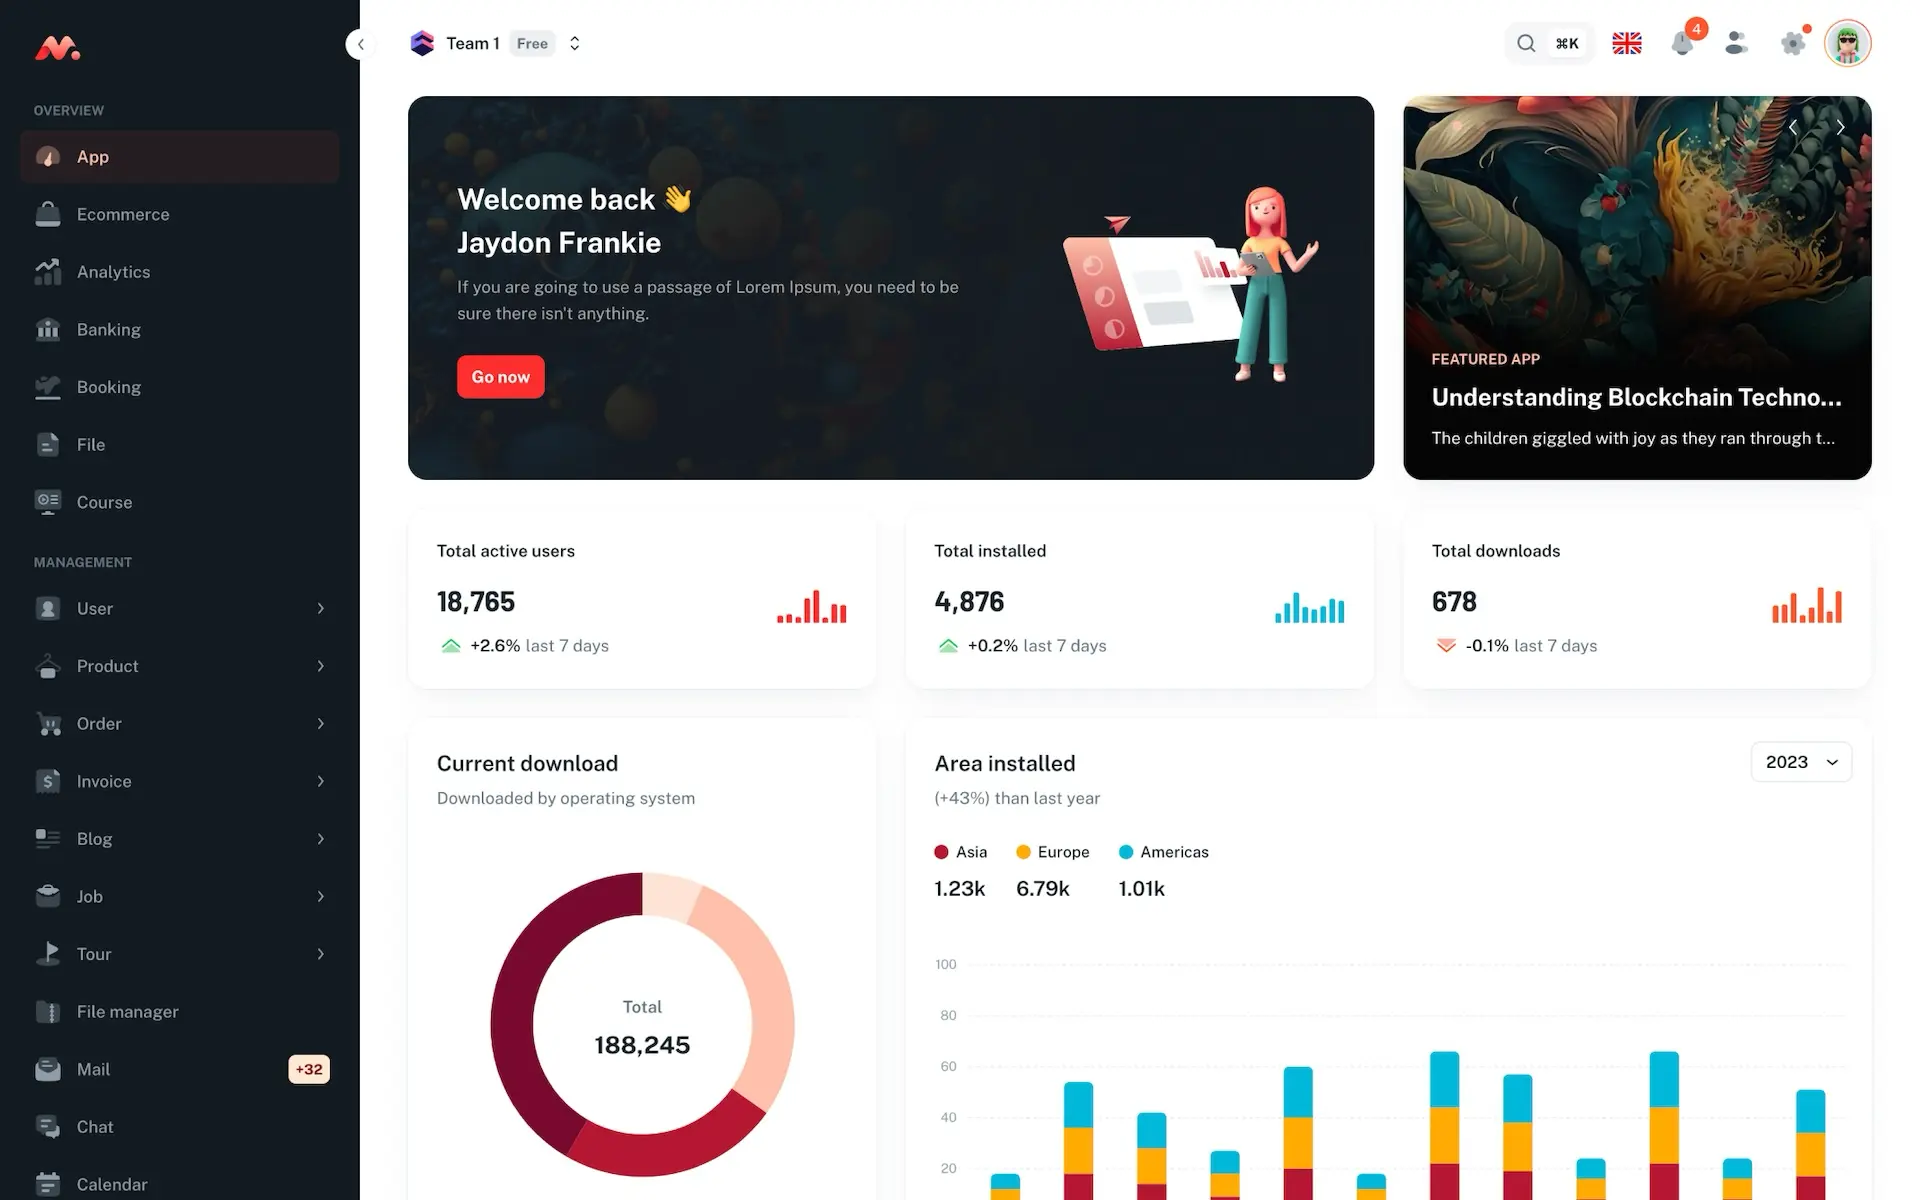 OVERVIEW
App
Ecommerce
Analytics
Banking
Booking
File
Course
MANAGEMENT
User
Product
Order
Invoice
Blog
Job
Tour
File manager
Mail
+32
Chat
Calendar
Team 1
Free
⌘K
4
Welcome back 👋
Jaydon Frankie
If you are going to use a passage of Lorem Ipsum, you need to be
sure there isn't anything.
Go now
FEATURED APP
Understanding Blockchain Techno...
The children giggled with joy as they ran through t...
Total active users
18,765
+2.6% last 7 days
Total installed
4,876
+0.2% last 7 days
Total downloads
678
-0.1% last 7 days
Current download
Downloaded by operating system
Total
188,245
Area installed
(+43%) than last year
2023
Asia
1.23k
Europe
6.79k
Americas
1.01k
100
80
60
40
20